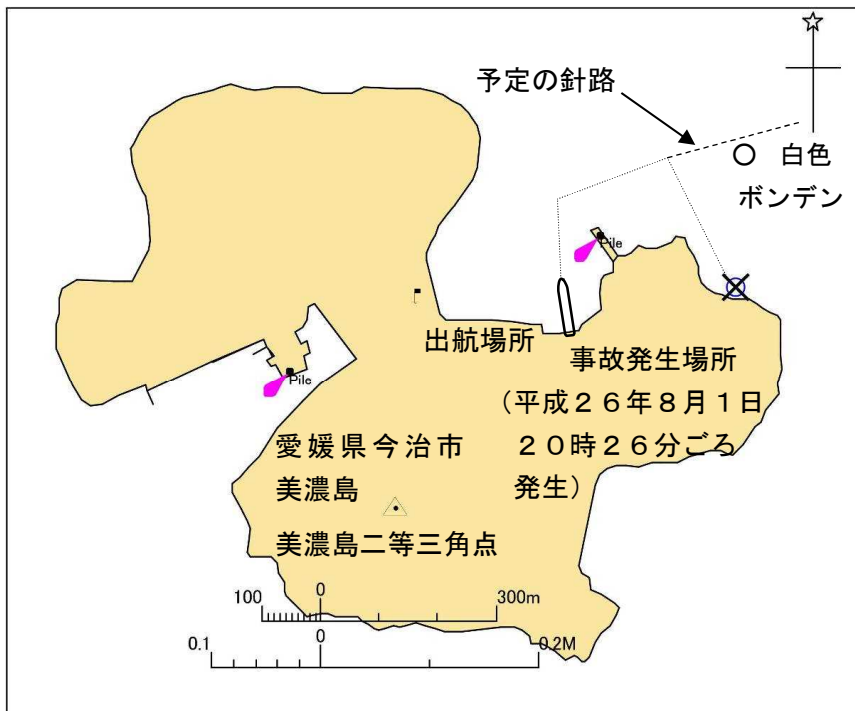 予定の針路
白色
ボンデン
Pile
出航場所
事故発生場所
(平成26年8月1日
20時26分ごろ
発生)
Pile
愛媛県今治市
美濃島
美濃島二等三角点
100 0 300m
0.1 0 0.2M